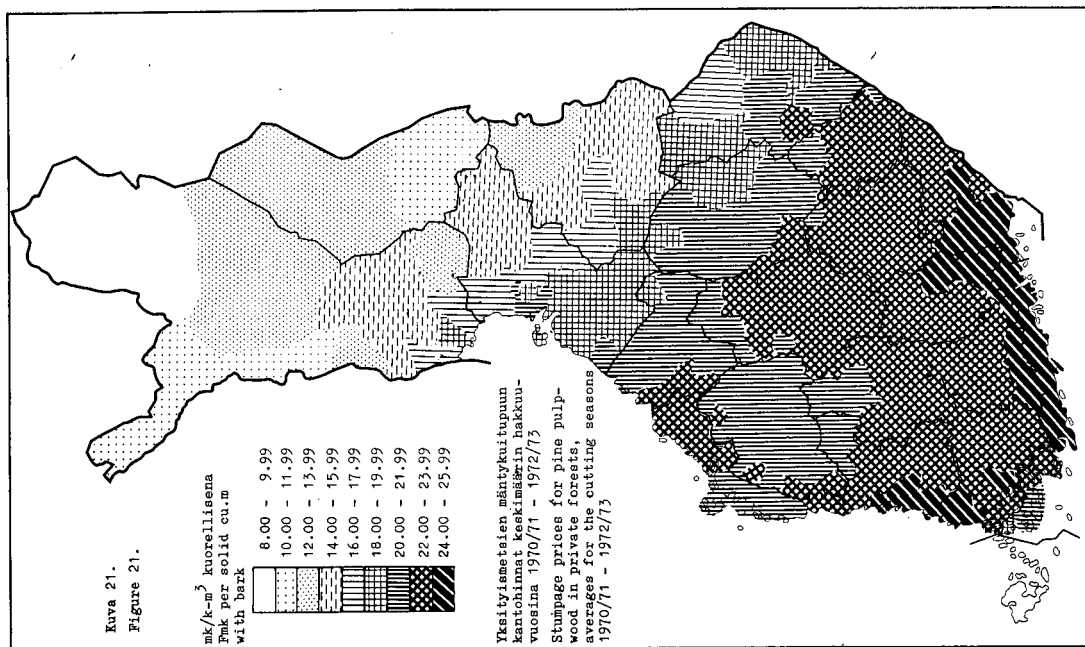 Kuva 21.
Figure 21.
mk/k-m³ kuorellisena
Fmk per solid cu.m
with bark
8.00 - 9.99
10.00 - 11.99
12.00 - 13.99
14.00 - 15.99
16.00 - 17.99
18.00 - 19.99
20.00 - 21.99
22.00 - 23.99
24.00 - 25.99
Yksityismetsien mäntykuitupuun
kantohinnat keskimäärin hakkuu-
vuosina 1970/71 - 1972/73
Stumpage prices for pine pulp-
wood in private forests,
averages for the cutting seasons
1970/71 - 1972/73